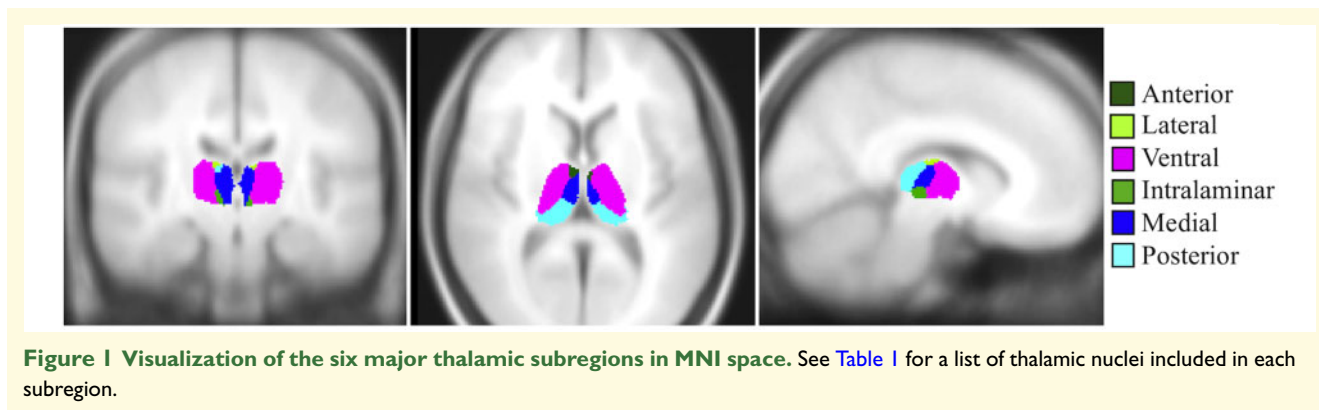 Anterior
Lateral
Ventral
Intralaminar
Medial
Posterior
Figure 1 Visualization of the six major thalamic subregions in MNI space. See Table 1 for a list of thalamic nuclei included in each
subregion.